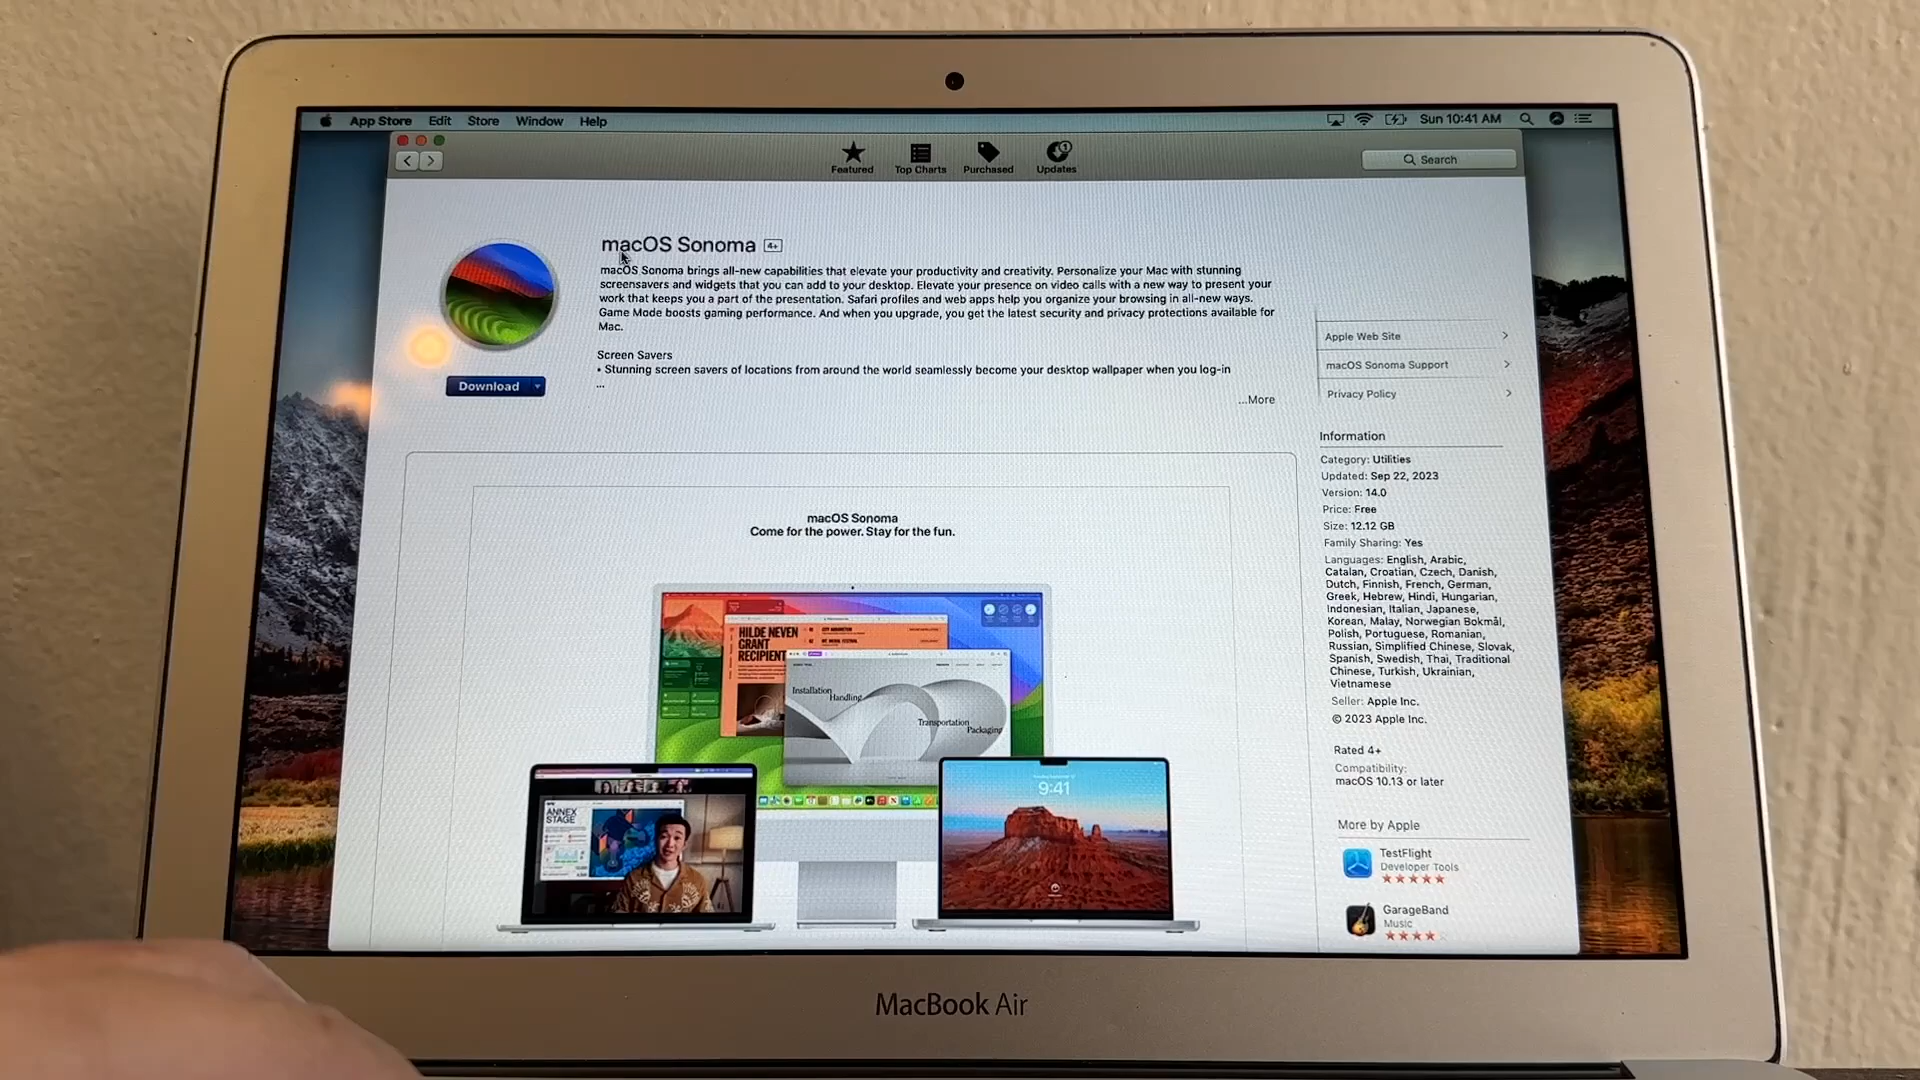 App Store Edit Store Window Help
Sun 10:41 AM
Featured Top Charts Purchased Updates
1
Search
macOS Sonoma 4+
macOS Sonoma brings all-new capabilities that elevate your productivity and creativity. Personalize your Mac with stunning
screensavers and widgets that you can add to your desktop. Elevate your presence on video calls with a new way to present your
work that keeps you a part of the presentation. Safari profiles and web apps help you organize your browsing in all-new ways.
Game Mode boosts gaming performance. And when you upgrade, you get the latest security and privacy protections available for
Mac.
Screen Savers
• Stunning screen savers of locations from around the world seamlessly become your desktop wallpaper when you log-in
...
...More
Download
macOS Sonoma
Come for the power. Stay for the fun.
HILDE NEVEN
GRANT
RECIPIENT
Installation
Handling
Transportation
Packaging
ANNEX
STAGE
9:41
Apple Web Site
macOS Sonoma Support
Privacy Policy
Information
Category: Utilities
Updated: Sep 22, 2023
Version: 14.0
Price: Free
Size: 12.12 GB
Family Sharing: Yes
Languages: English, Arabic,
Catalan, Croatian, Czech, Danish,
Dutch, Finnish, French, German,
Greek, Hebrew, Hindi, Hungarian,
Indonesian, Italian, Japanese,
Korean, Malay, Norwegian Bokmål,
Polish, Portuguese, Romanian,
Russian, Simplified Chinese, Slovak,
Spanish, Swedish, Thai, Traditional
Chinese, Turkish, Ukrainian,
Vietnamese
Seller: Apple Inc.
© 2023 Apple Inc.
Rated 4+
Compatibility:
macOS 10.13 or later
More by Apple
TestFlight
Developer Tools
GarageBand
Music
MacBook Air